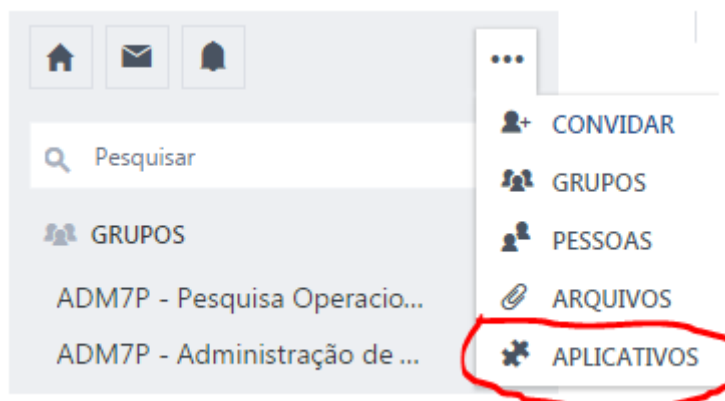 ...
CONVIDAR
Pesquisar
GRUPOS
GRUPOS
PESSOAS
ADM7P - Pesquisa Operacio...
ARQUIVOS
ADM7P - Administração de ...
APLICATIVOS